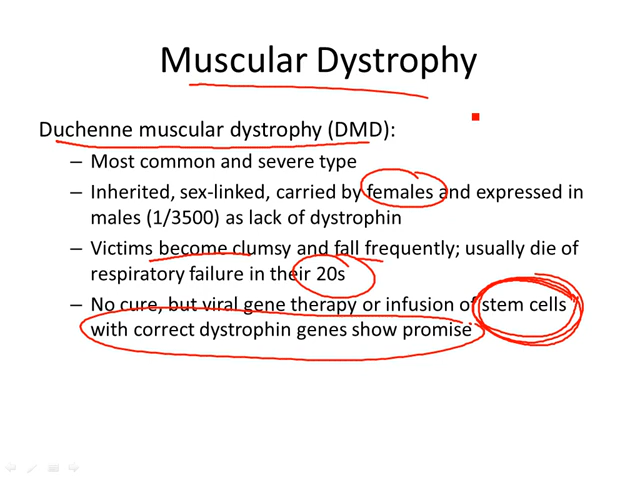 Muscular Dystrophy
Duchenne muscular dystrophy (DMD):
– Most common and severe type
– Inherited, sex-linked, carried by females and expressed in
males (1/3500) as lack of dystrophin
– Victims become clumsy and fall frequently; usually die of
respiratory failure in their 20s
– No cure, but viral gene therapy or infusion of stem cells
with correct dystrophin genes show promise